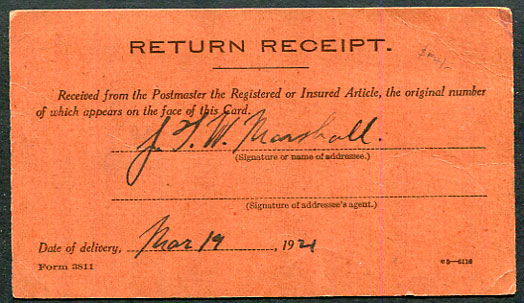 RETURN RECEIPT.
Received from the Postmaster the Registered or Insured Article, the original number
of which appears on the face of this Card.
J. F. W. Marshall.
(Signature or name of addressee.)
(Signature of addressee's agent.)
Date of delivery, Mar 19, 1921
Form 3811